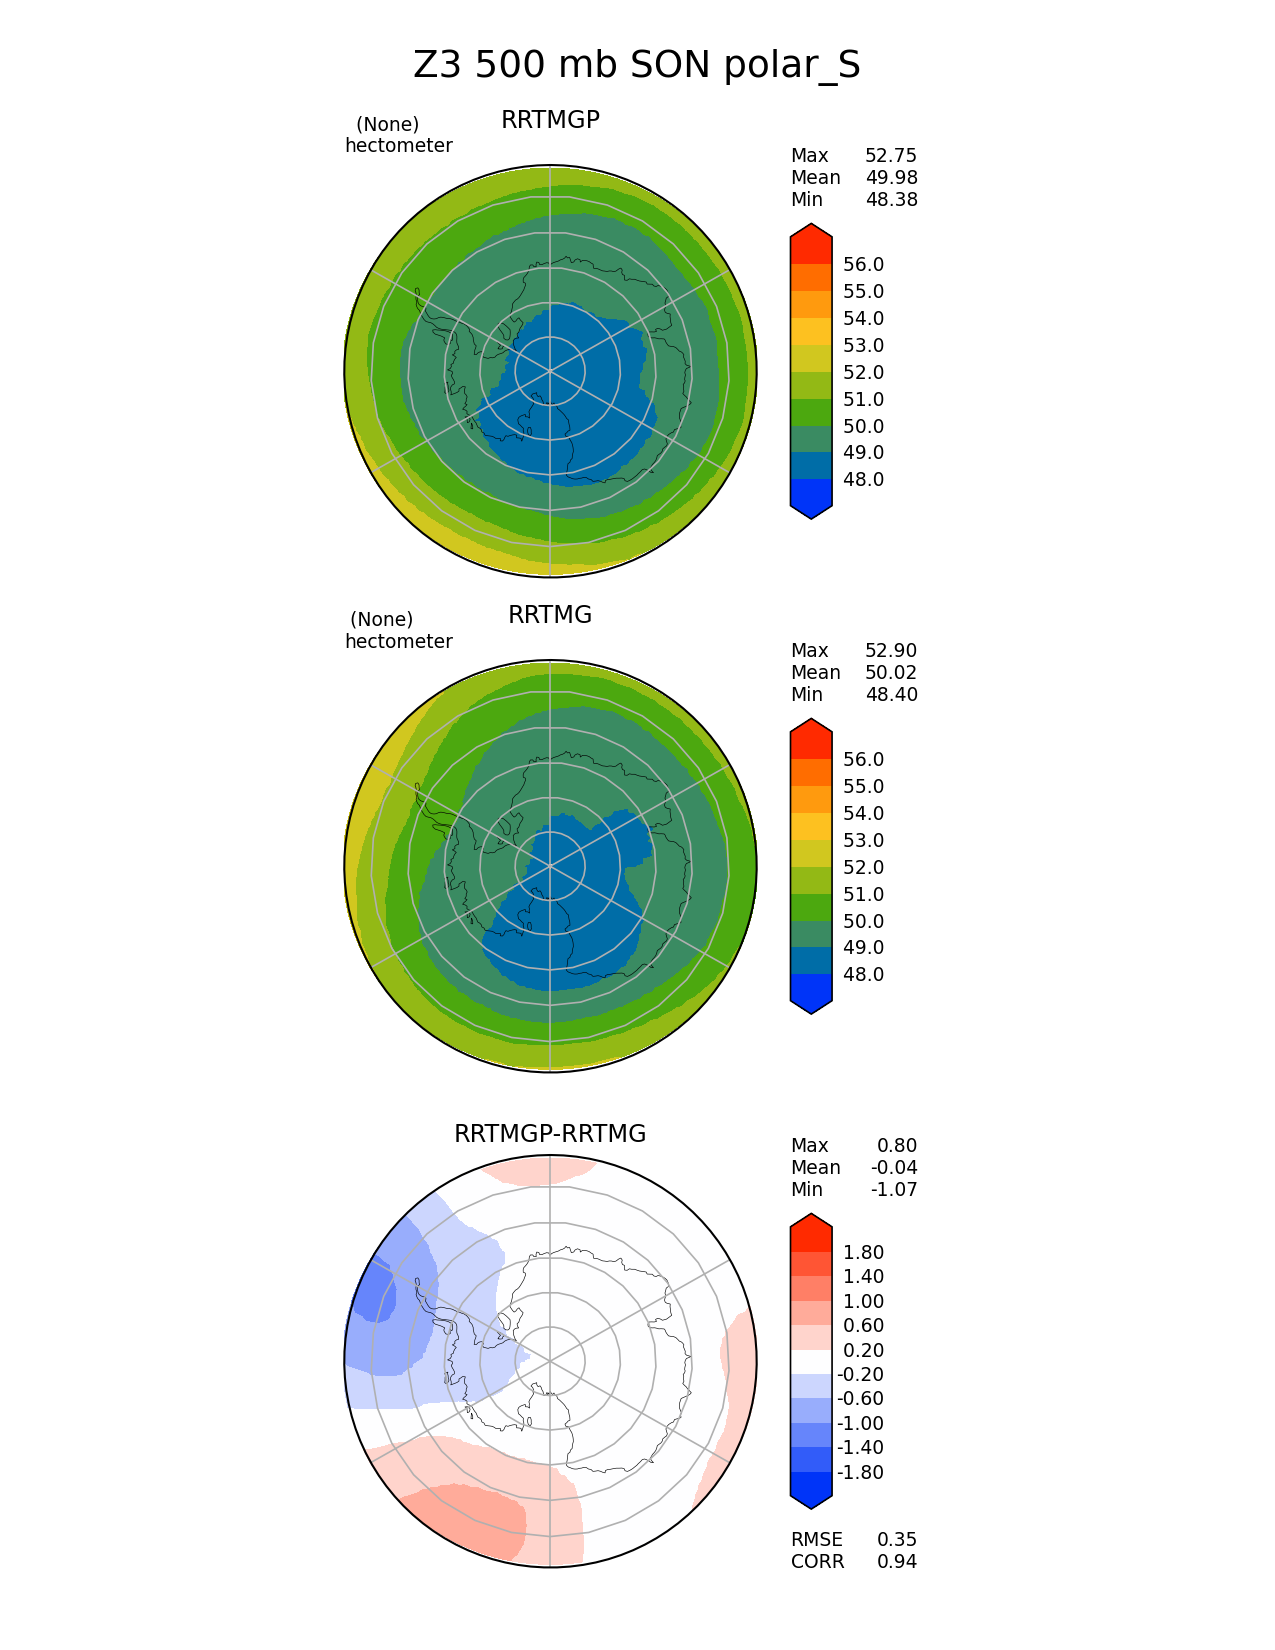 Z3 500 mb SON polar_S
(None)
hectometer
RRTMGP
Max 52.75
Mean 49.98
Min 48.38
56.0
55.0
54.0
53.0
52.0
51.0
50.0
49.0
48.0
(None)
hectometer
RRTMG
Max 52.90
Mean 50.02
Min 48.40
56.0
55.0
54.0
53.0
52.0
51.0
50.0
49.0
48.0
RRTMGP-RRTMG
Max 0.80
Mean -0.04
Min -1.07
1.80
1.40
1.00
0.60
0.20
-0.20
-0.60
-1.00
-1.40
-1.80
RMSE 0.35
CORR 0.94